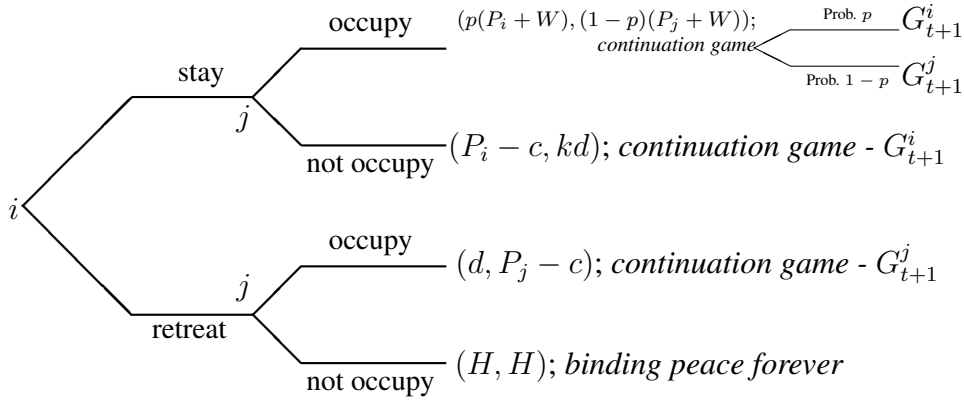 occupy
(p(P_i + W), (1 − p)(P_j + W));
continuation game
Prob. p
G^i_{t+1}
Prob. 1 − p
G^j_{t+1}
stay
j
not occupy
(P_i − c, kd); continuation game - G^i_{t+1}
i
occupy
(d, P_j − c); continuation game - G^j_{t+1}
j
retreat
not occupy
(H, H); binding peace forever